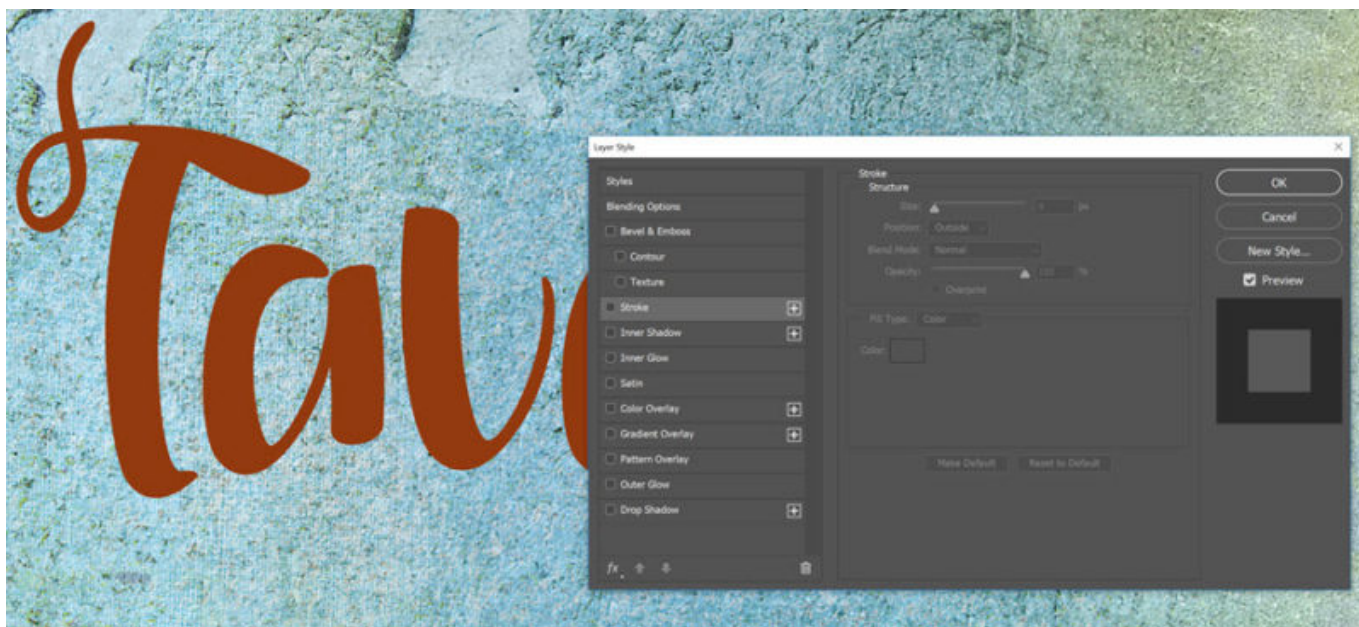 Tav
Layer Style
Styles
Blending Options
Bevel & Emboss
Contour
Texture
Stroke
Inner Shadow
Inner Glow
Satin
Color Overlay
Gradient Overlay
Pattern Overlay
Outer Glow
Drop Shadow
fx
Stroke
Structure
Size: px
Position: Outside
Blend Mode: Normal
Opacity: 100 %
Overprint
Fill Type: Color
Color:
Make Default Reset to Default
OK
Cancel
New Style...
Preview